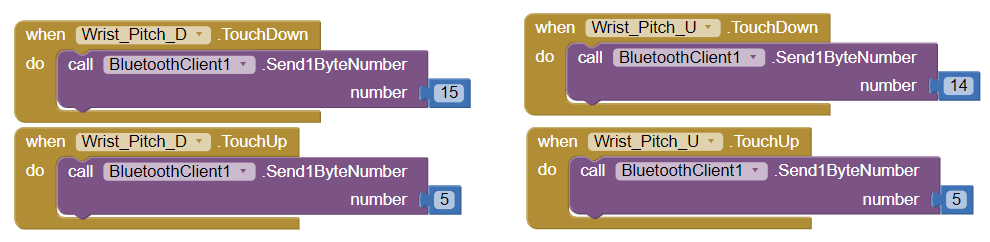 when Wrist_Pitch_D .TouchDown
do call BluetoothClient1 .Send1ByteNumber
number 15
when Wrist_Pitch_D .TouchUp
do call BluetoothClient1 .Send1ByteNumber
number 5
when Wrist_Pitch_U .TouchDown
do call BluetoothClient1 .Send1ByteNumber
number 14
when Wrist_Pitch_U .TouchUp
do call BluetoothClient1 .Send1ByteNumber
number 5